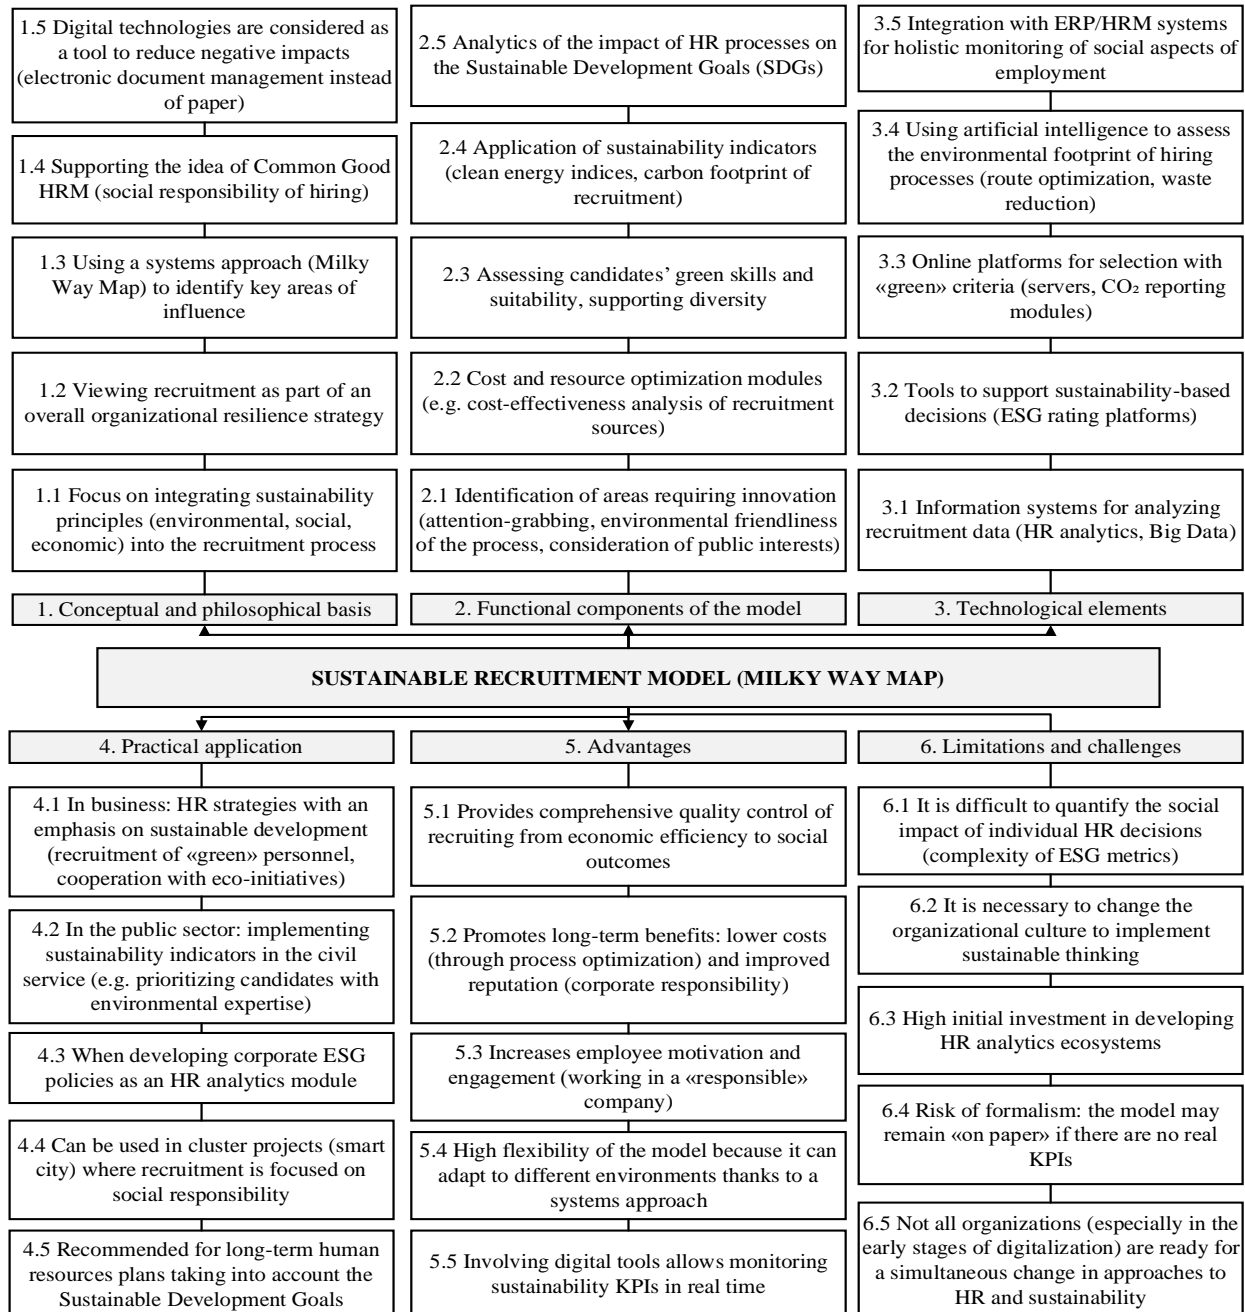 1.5 Digital technologies are considered as
a tool to reduce negative impacts
(electronic document management instead
of paper)
1.4 Supporting the idea of Common Good
HRM (social responsibility of hiring)
1.3 Using a systems approach (Milky
Way Map) to identify key areas of
influence
1.2 Viewing recruitment as part of an
overall organizational resilience strategy
1.1 Focus on integrating sustainability
principles (environmental, social,
economic) into the recruitment process
1. Conceptual and philosophical basis
2.5 Analytics of the impact of HR processes on
the Sustainable Development Goals (SDGs)
2.4 Application of sustainability indicators
(clean energy indices, carbon footprint of
recruitment)
2.3 Assessing candidates’ green skills and
suitability, supporting diversity
2.2 Cost and resource optimization modules
(e.g. cost-effectiveness analysis of recruitment
sources)
2.1 Identification of areas requiring innovation
(attention-grabbing, environmental friendliness
of the process, consideration of public interests)
2. Functional components of the model
3.5 Integration with ERP/HRM systems
for holistic monitoring of social aspects of
employment
3.4 Using artificial intelligence to assess
the environmental footprint of hiring
processes (route optimization, waste
reduction)
3.3 Online platforms for selection with
«green» criteria (servers, CO₂ reporting
modules)
3.2 Tools to support sustainability-based
decisions (ESG rating platforms)
3.1 Information systems for analyzing
recruitment data (HR analytics, Big Data)
3. Technological elements
SUSTAINABLE RECRUITMENT MODEL (MILKY WAY MAP)
4. Practical application
4.1 In business: HR strategies with an
emphasis on sustainable development
(recruitment of «green» personnel,
cooperation with eco-initiatives)
4.2 In the public sector: implementing
sustainability indicators in the civil
service (e.g. prioritizing candidates with
environmental expertise)
4.3 When developing corporate ESG
policies as an HR analytics module
4.4 Can be used in cluster projects (smart
city) where recruitment is focused on
social responsibility
4.5 Recommended for long-term human
resources plans taking into account the
Sustainable Development Goals
5. Advantages
5.1 Provides comprehensive quality control of
recruiting from economic efficiency to social
outcomes
5.2 Promotes long-term benefits: lower costs
(through process optimization) and improved
reputation (corporate responsibility)
5.3 Increases employee motivation and
engagement (working in a «responsible»
company)
5.4 High flexibility of the model because it can
adapt to different environments thanks to a
systems approach
5.5 Involving digital tools allows monitoring
sustainability KPIs in real time
6. Limitations and challenges
6.1 It is difficult to quantify the social
impact of individual HR decisions
(complexity of ESG metrics)
6.2 It is necessary to change the
organizational culture to implement
sustainable thinking
6.3 High initial investment in developing
HR analytics ecosystems
6.4 Risk of formalism: the model may
remain «on paper» if there are no real
KPIs
6.5 Not all organizations (especially in the
early stages of digitalization) are ready for
a simultaneous change in approaches to
HR and sustainability